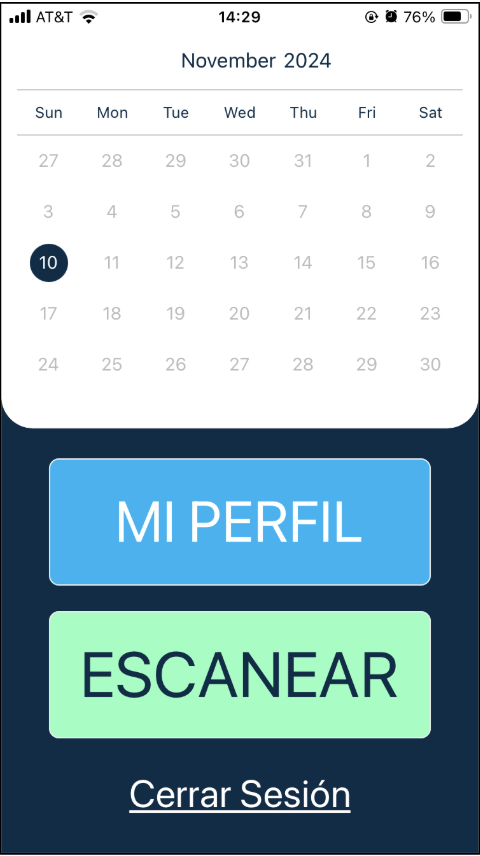 AT&T 14:29 76%
November 2024
Sun Mon Tue Wed Thu Fri Sat
27 28 29 30 31 1 2
3 4 5 6 7 8 9
10 11 12 13 14 15 16
17 18 19 20 21 22 23
24 25 26 27 28 29 30
MI PERFIL
ESCANEAR
Cerrar Sesión